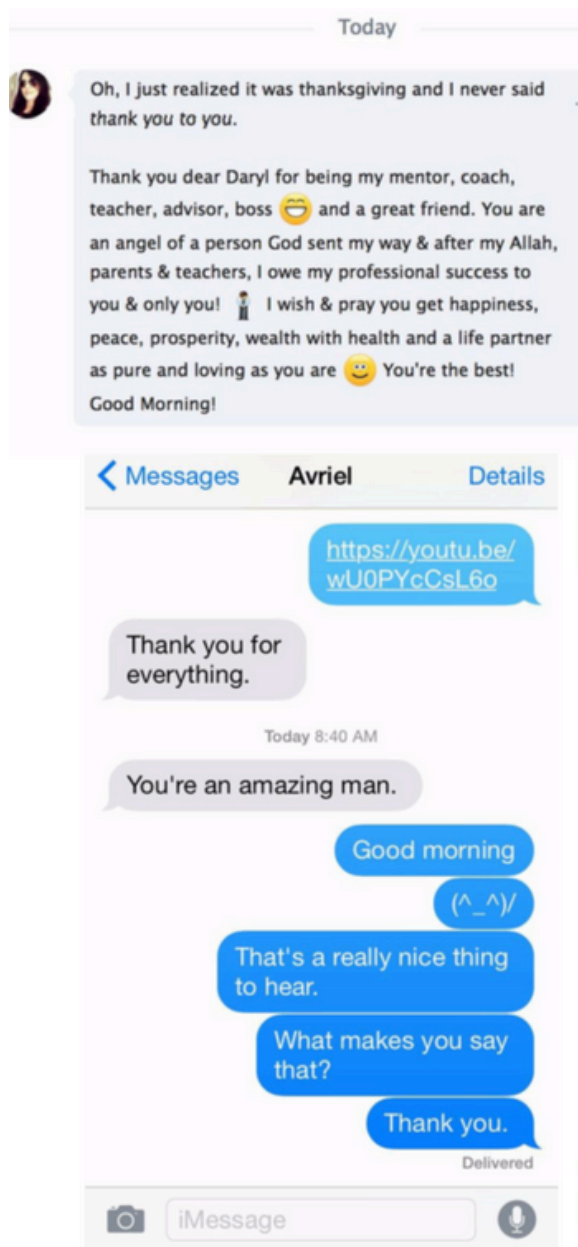 Today
Oh, I just realized it was thanksgiving and I never said
thank you to you.
Thank you dear Daryl for being my mentor, coach,
teacher, advisor, boss 😁 and a great friend. You are
an angel of a person God sent my way & after my Allah,
parents & teachers, I owe my professional success to
you & only you! I wish & pray you get happiness,
peace, prosperity, wealth with health and a life partner
as pure and loving as you are 🙂 You're the best!
Good Morning!
Messages Avriel Details
https://youtu.be/
wU0PYcCsL6o
Thank you for
everything.
Today 8:40 AM
You're an amazing man.
Good morning
(^_^)/
That's a really nice thing
to hear.
What makes you say
that?
Thank you.
Delivered
iMessage